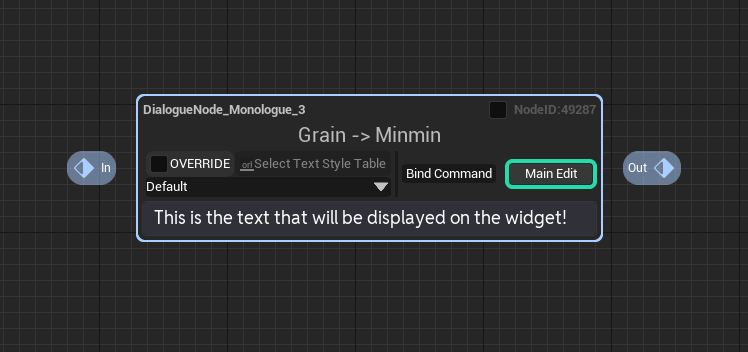 DialogueNode_Monologue_3 NodeID:49287
Grain -> Minmin
In OVERRIDE ori Select Text Style Table Bind Command Main Edit Out
Default
This is the text that will be displayed on the widget!